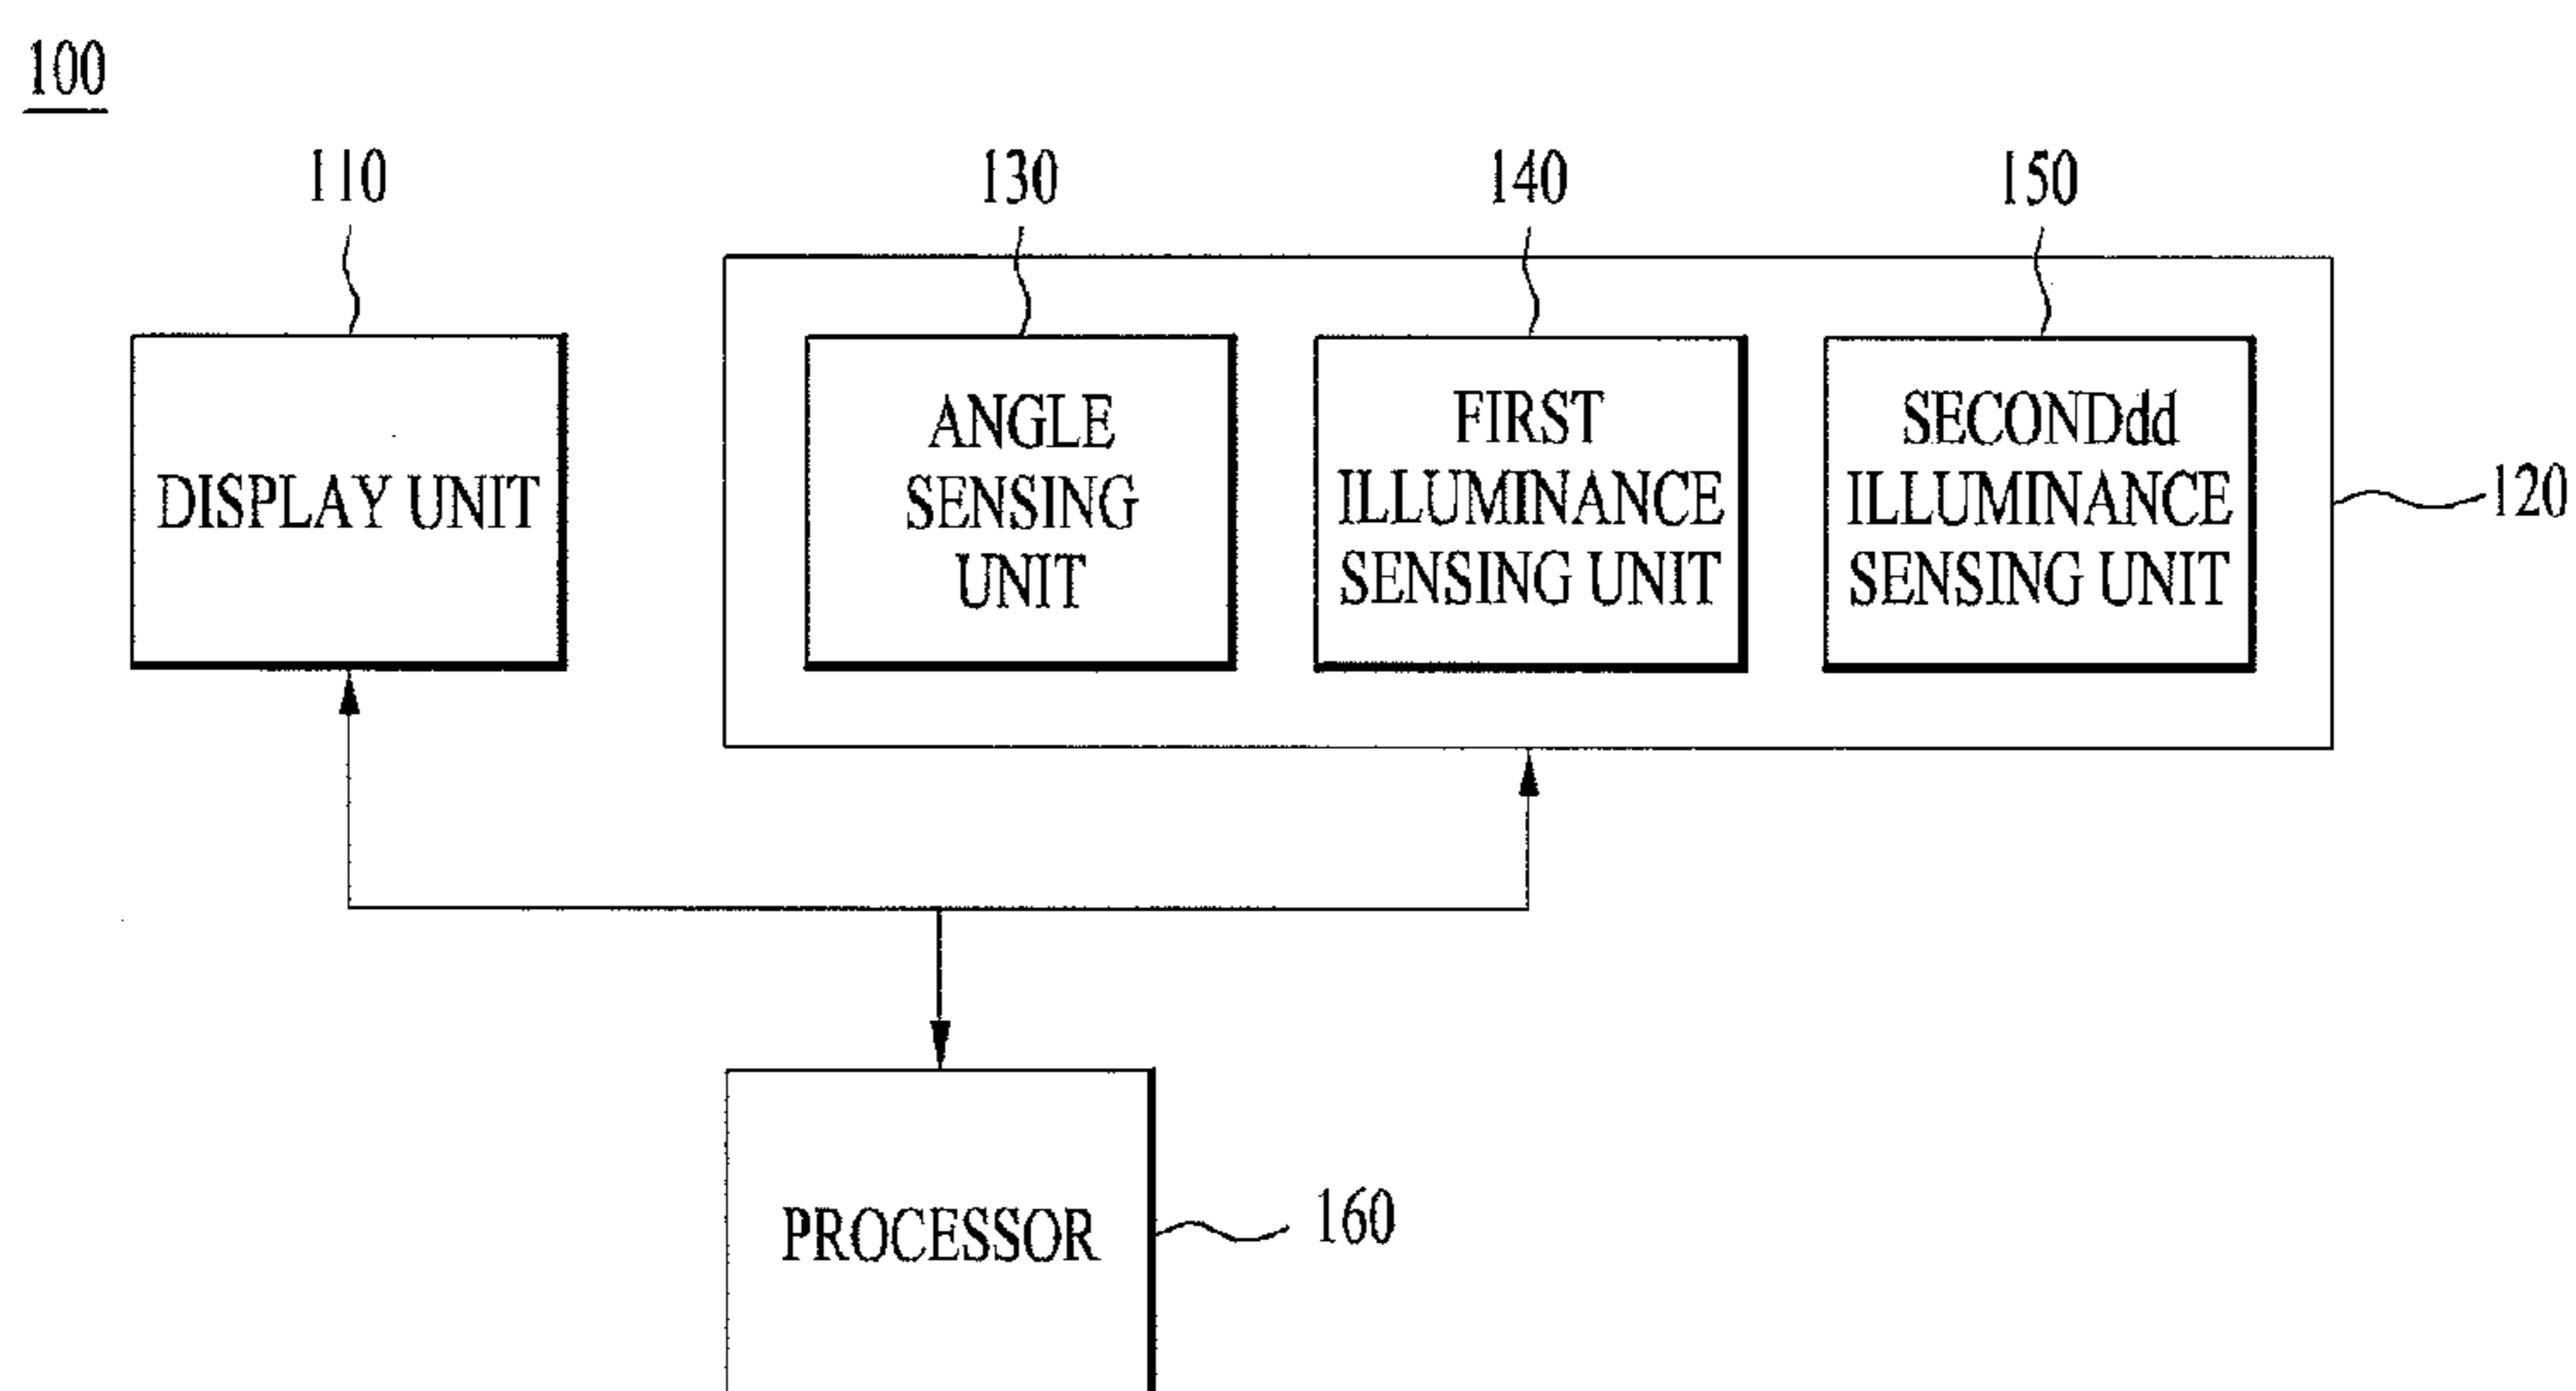 100
110
130
140
150
DISPLAY UNIT
ANGLE
SENSING
UNIT
FIRST
ILLUMINANCE
SENSING UNIT
SECONDdd
ILLUMINANCE
SENSING UNIT
120
PROCESSOR
160